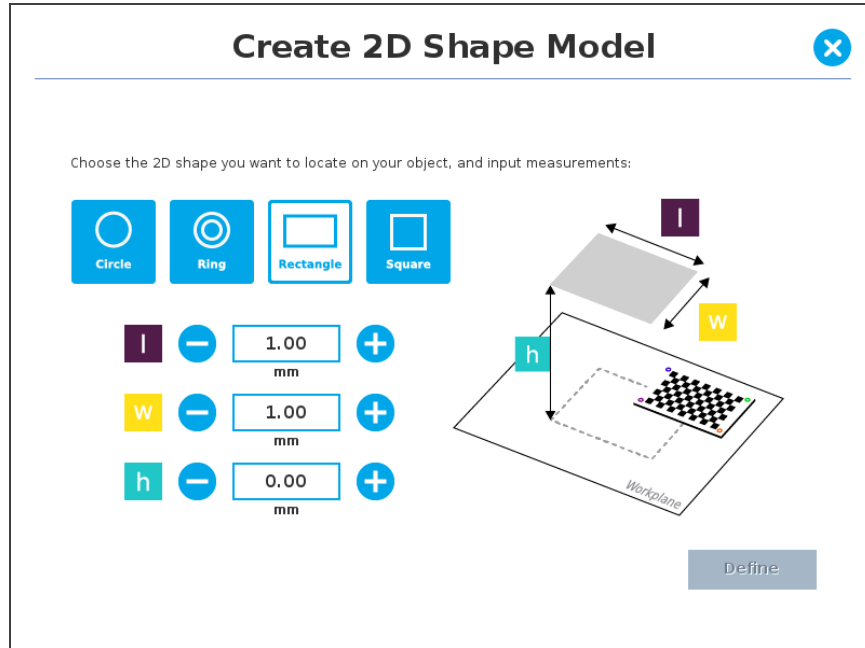 Create 2D Shape Model
Choose the 2D shape you want to locate on your object, and input measurements:
Circle
Ring
Rectangle
Square
l
1.00
mm
w
1.00
mm
h
0.00
mm
l
w
h
Workplane
Define